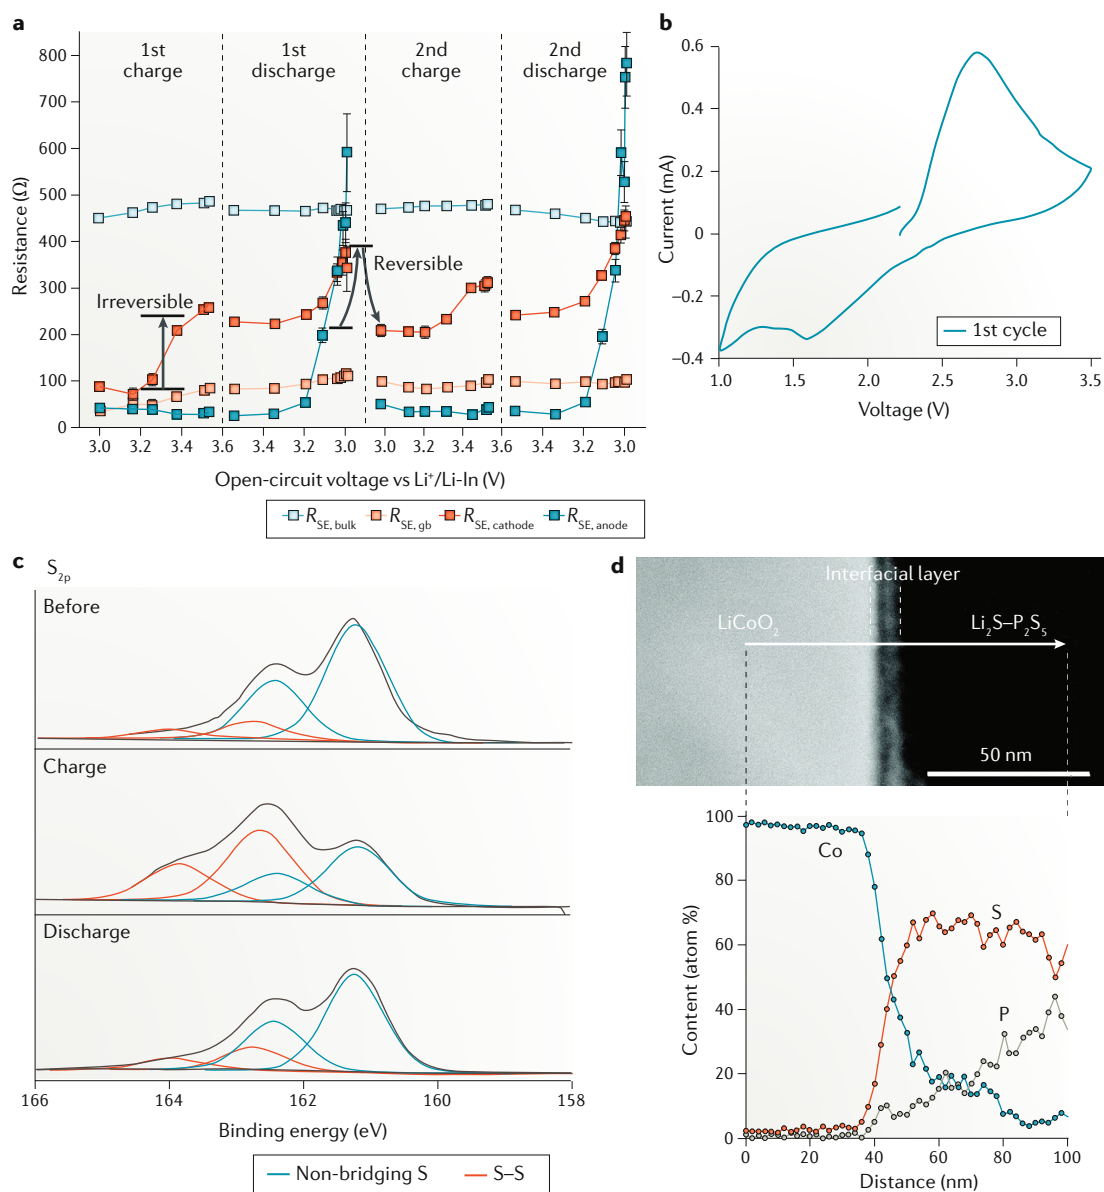 a
1st charge
1st discharge
2nd charge
2nd discharge
Resistance (Ω)
800
700
600
500
400
300
200
100
0
Irreversible
Reversible
3.0 3.2 3.4 3.6 3.4 3.2 3.0 3.2 3.4 3.6 3.4 3.2 3.0
Open-circuit voltage vs Li⁺/Li-In (V)
R_SE, bulk R_SE, gb R_SE, cathode R_SE, anode
b
Current (mA)
0.6
0.4
0.2
0
−0.2
−0.4
1st cycle
1.0 1.5 2.0 2.5 3.0 3.5
Voltage (V)
c
S₂ₚ
Before
Charge
Discharge
166 164 162 160 158
Binding energy (eV)
Non-bridging S S–S
d
Interfacial layer
LiCoO₂ Li₂S–P₂S₅
50 nm
Content (atom %)
100
80
60
40
20
0
Co
S
P
0 20 40 60 80 100
Distance (nm)